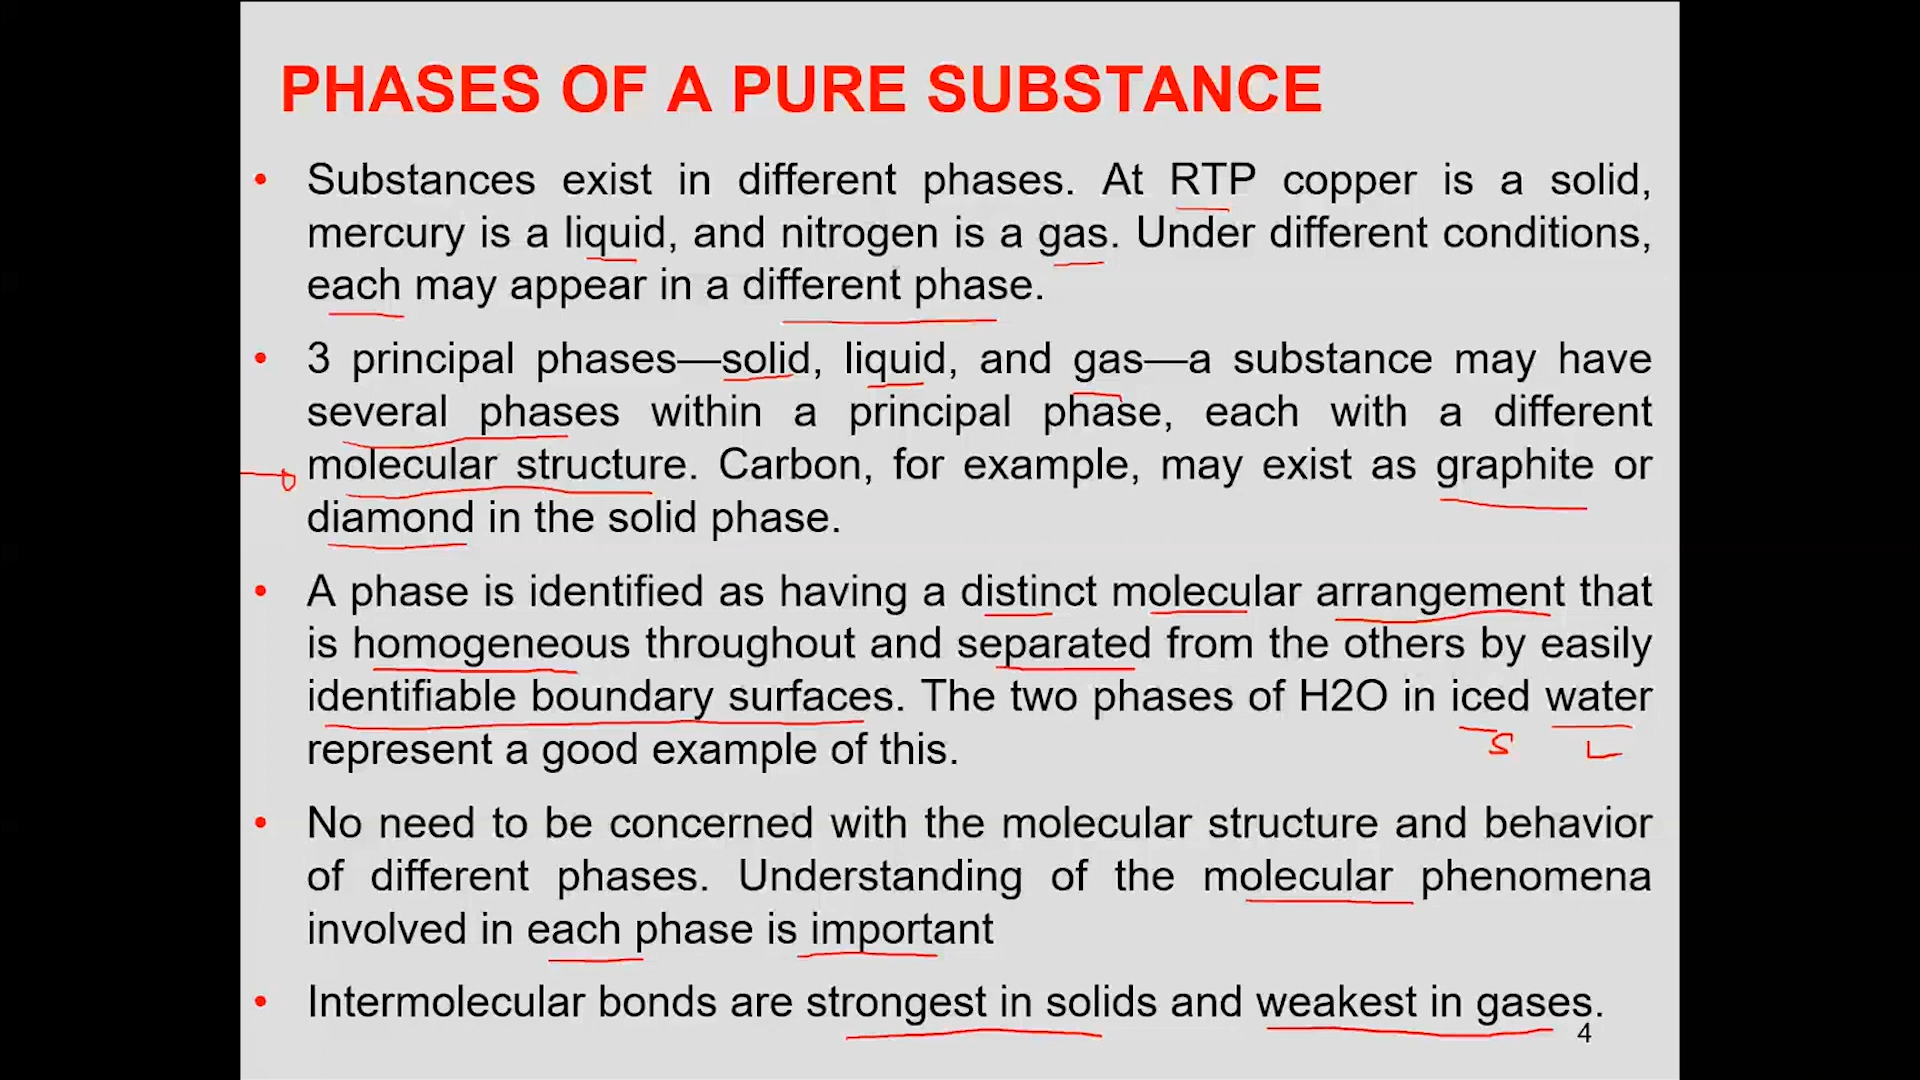 PHASES OF A PURE SUBSTANCE
• Substances exist in different phases. At RTP copper is a solid,
mercury is a liquid, and nitrogen is a gas. Under different conditions,
each may appear in a different phase.
• 3 principal phases—solid, liquid, and gas—a substance may have
several phases within a principal phase, each with a different
molecular structure. Carbon, for example, may exist as graphite or
diamond in the solid phase.
• A phase is identified as having a distinct molecular arrangement that
is homogeneous throughout and separated from the others by easily
identifiable boundary surfaces. The two phases of H2O in iced water
S L
represent a good example of this.
• No need to be concerned with the molecular structure and behavior
of different phases. Understanding of the molecular phenomena
involved in each phase is important
• Intermolecular bonds are strongest in solids and weakest in gases.
4